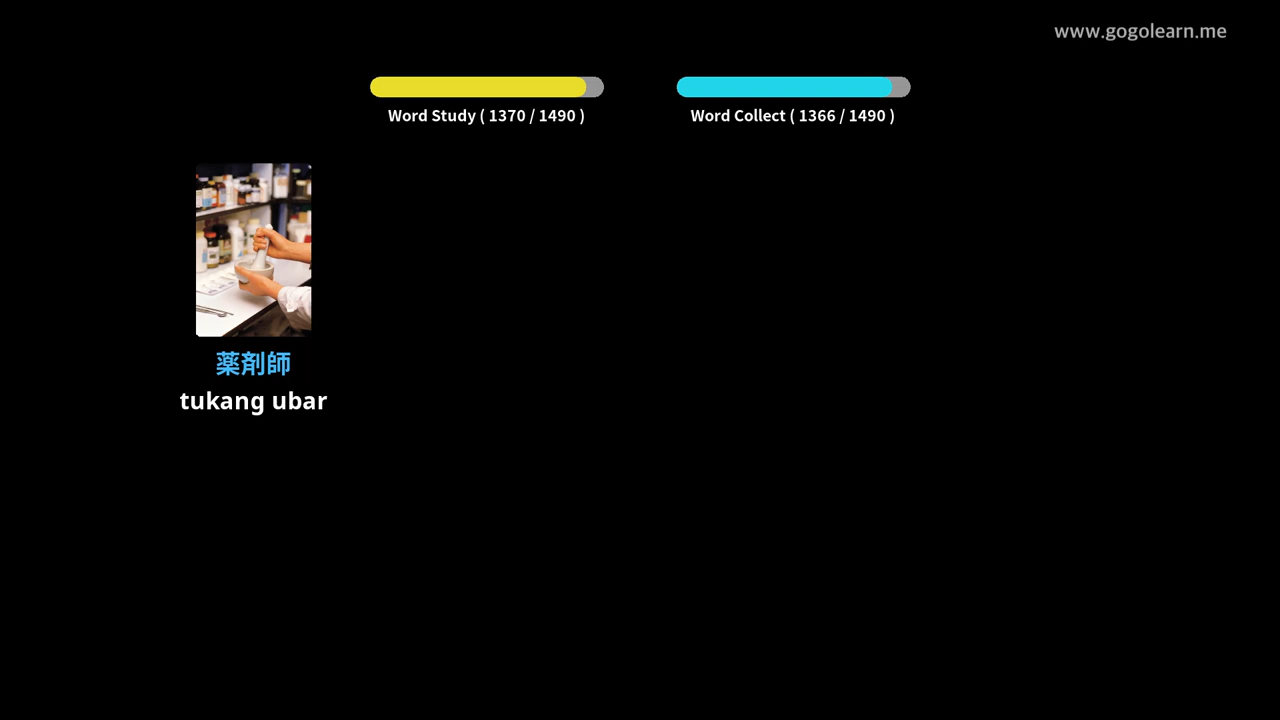 www.gogolearn.me
Word Study ( 1370 / 1490 )
Word Collect ( 1366 / 1490 )
薬剤師
tukang ubar